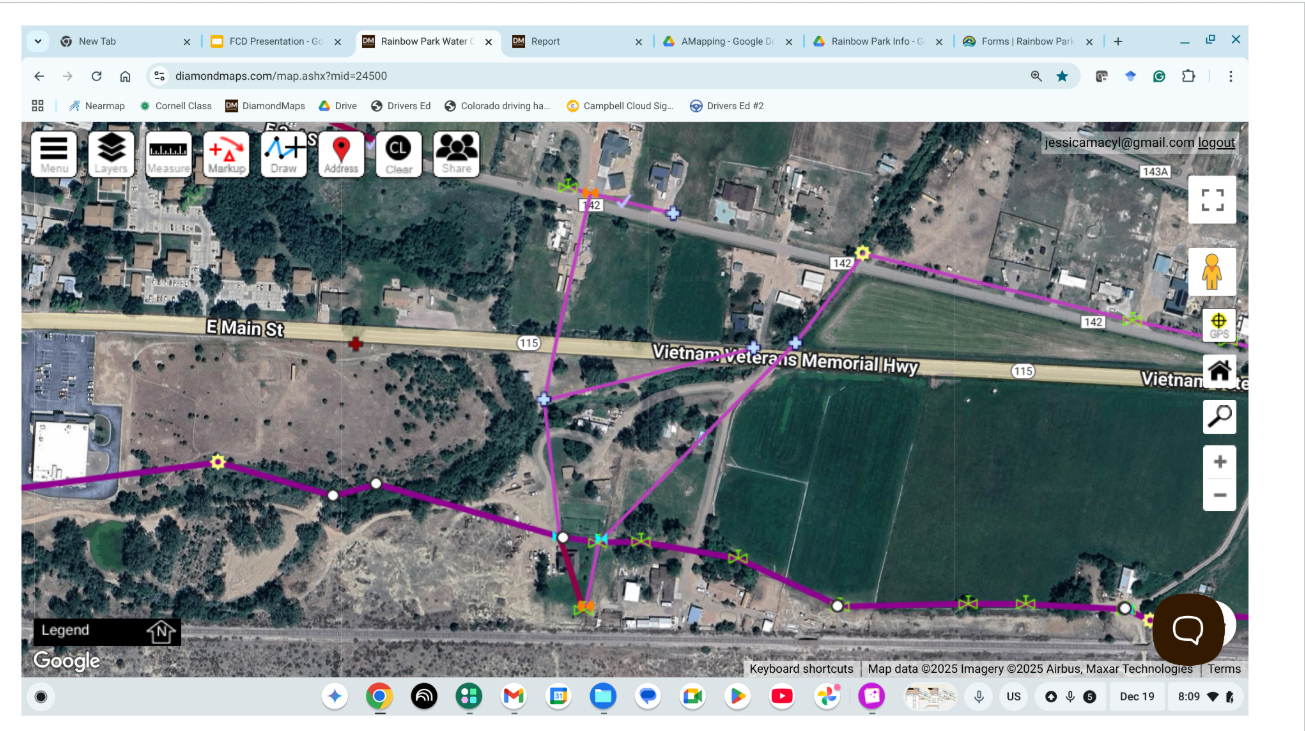 New Tab
FCD Presentation - Go
Rainbow Park Water C
Report
AMapping - Google Dr
Rainbow Park Info - G
Forms | Rainbow Park
diamondmaps.com/map.ashx?mid=24500
Nearmap
Cornell Class
DM DiamondMaps
Drive
Drivers Ed
Colorado driving ha...
Campbell Cloud Sig...
Drivers Ed #2
jessicamacyl@gmail.com logout
Menu
Layers
Measure
Markup
Draw
Address
CL
Clear
Share
143A
142
142
142
GPS
E Main St
115
Vietnam Veterans Memorial Hwy
115
Vietnam
Legend
N
Google
Keyboard shortcuts
Map data ©2025 Imagery ©2025 Airbus, Maxar Technologies
Terms
31
US
5
Dec 19
8:09